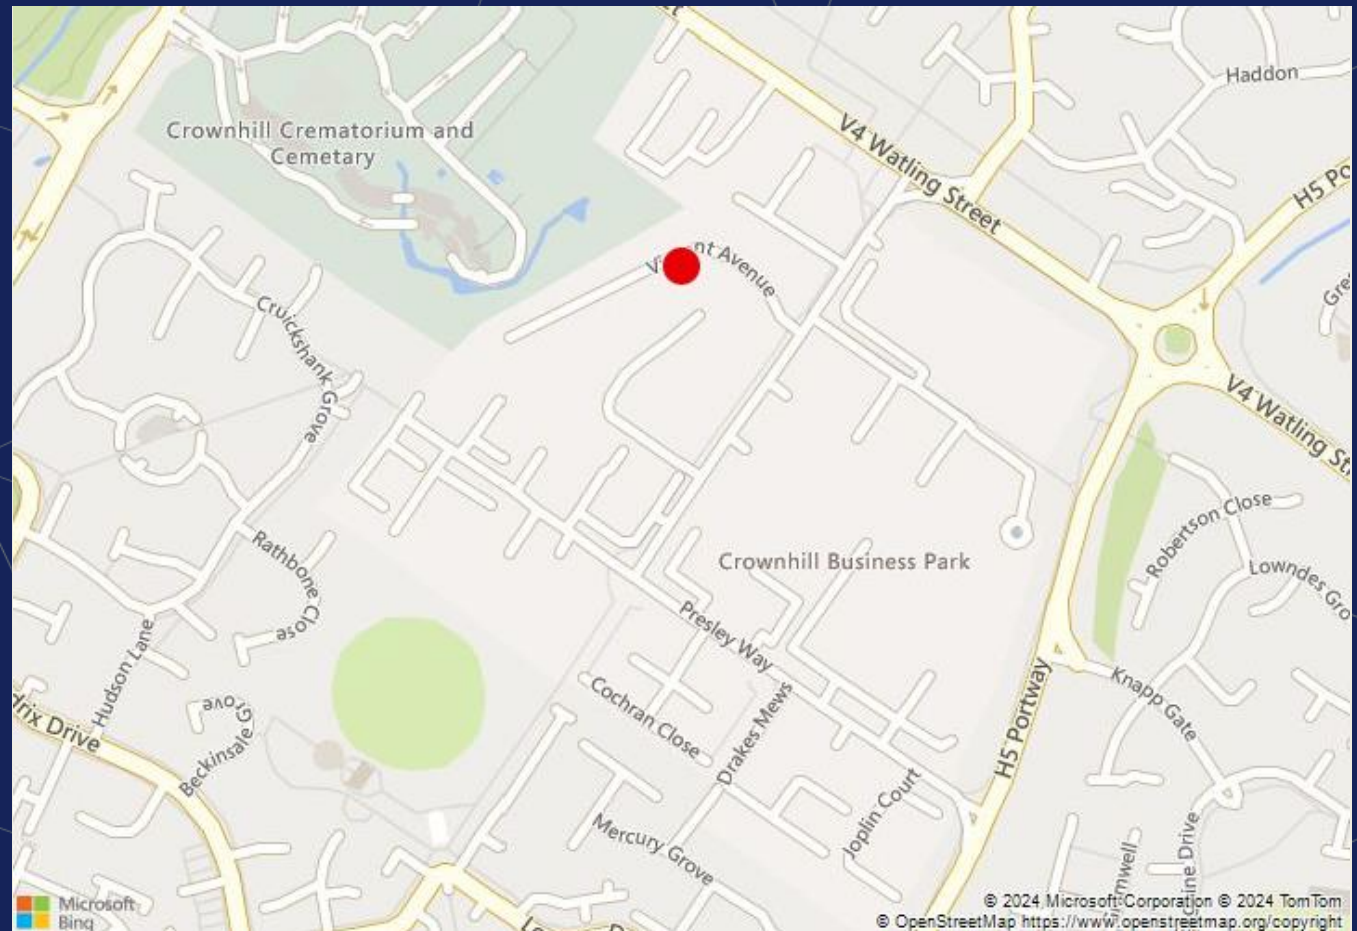 Haddon
V4 Watling Street
H5 Po
Crownhill Crematorium and
Cemetary
nt Avenue
Cruickshank Grove
V4 Watling St
Robertson Close
Lowndes Gro
Rathbone Close
Crownhill Business Park
Presley Way
Hudson Lane
Knapp Gate
H5 Portway
Cochran Close
Drakes Mews
drix Drive
Beckinsale Grove
Joplin Court
Mercury Grove
Microsoft
Bing
© 2024 Microsoft Corporation © 2024 TomTom
© OpenStreetMap https://www.openstreetmap.org/copyright